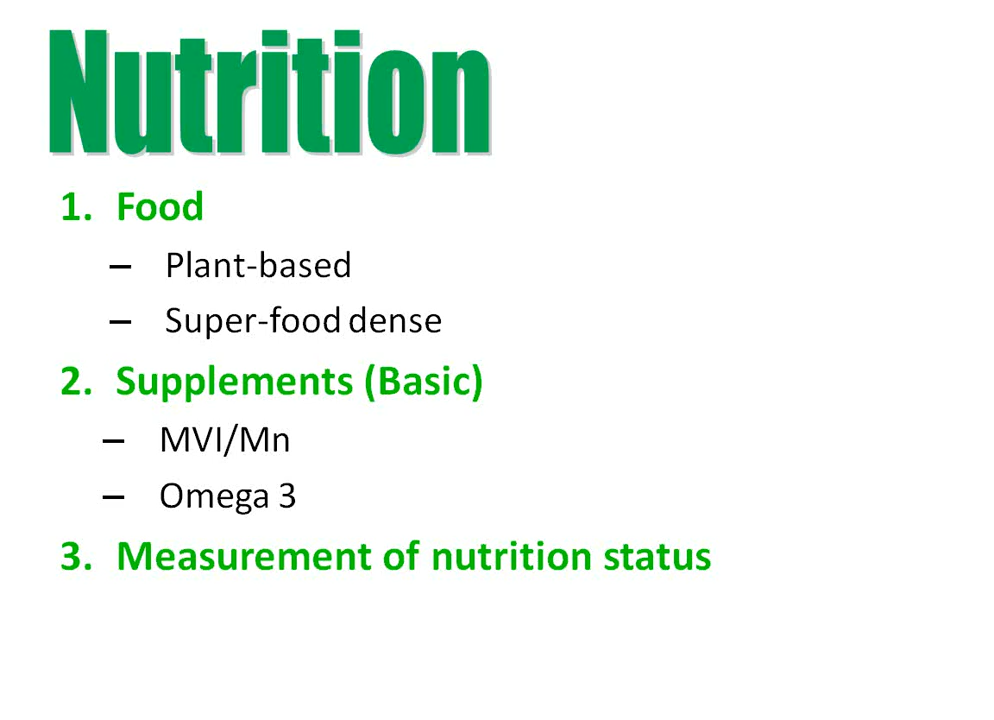 Nutrition
1. Food
– Plant-based
– Super-food dense
2. Supplements (Basic)
– MVI/Mn
– Omega 3
3. Measurement of nutrition status